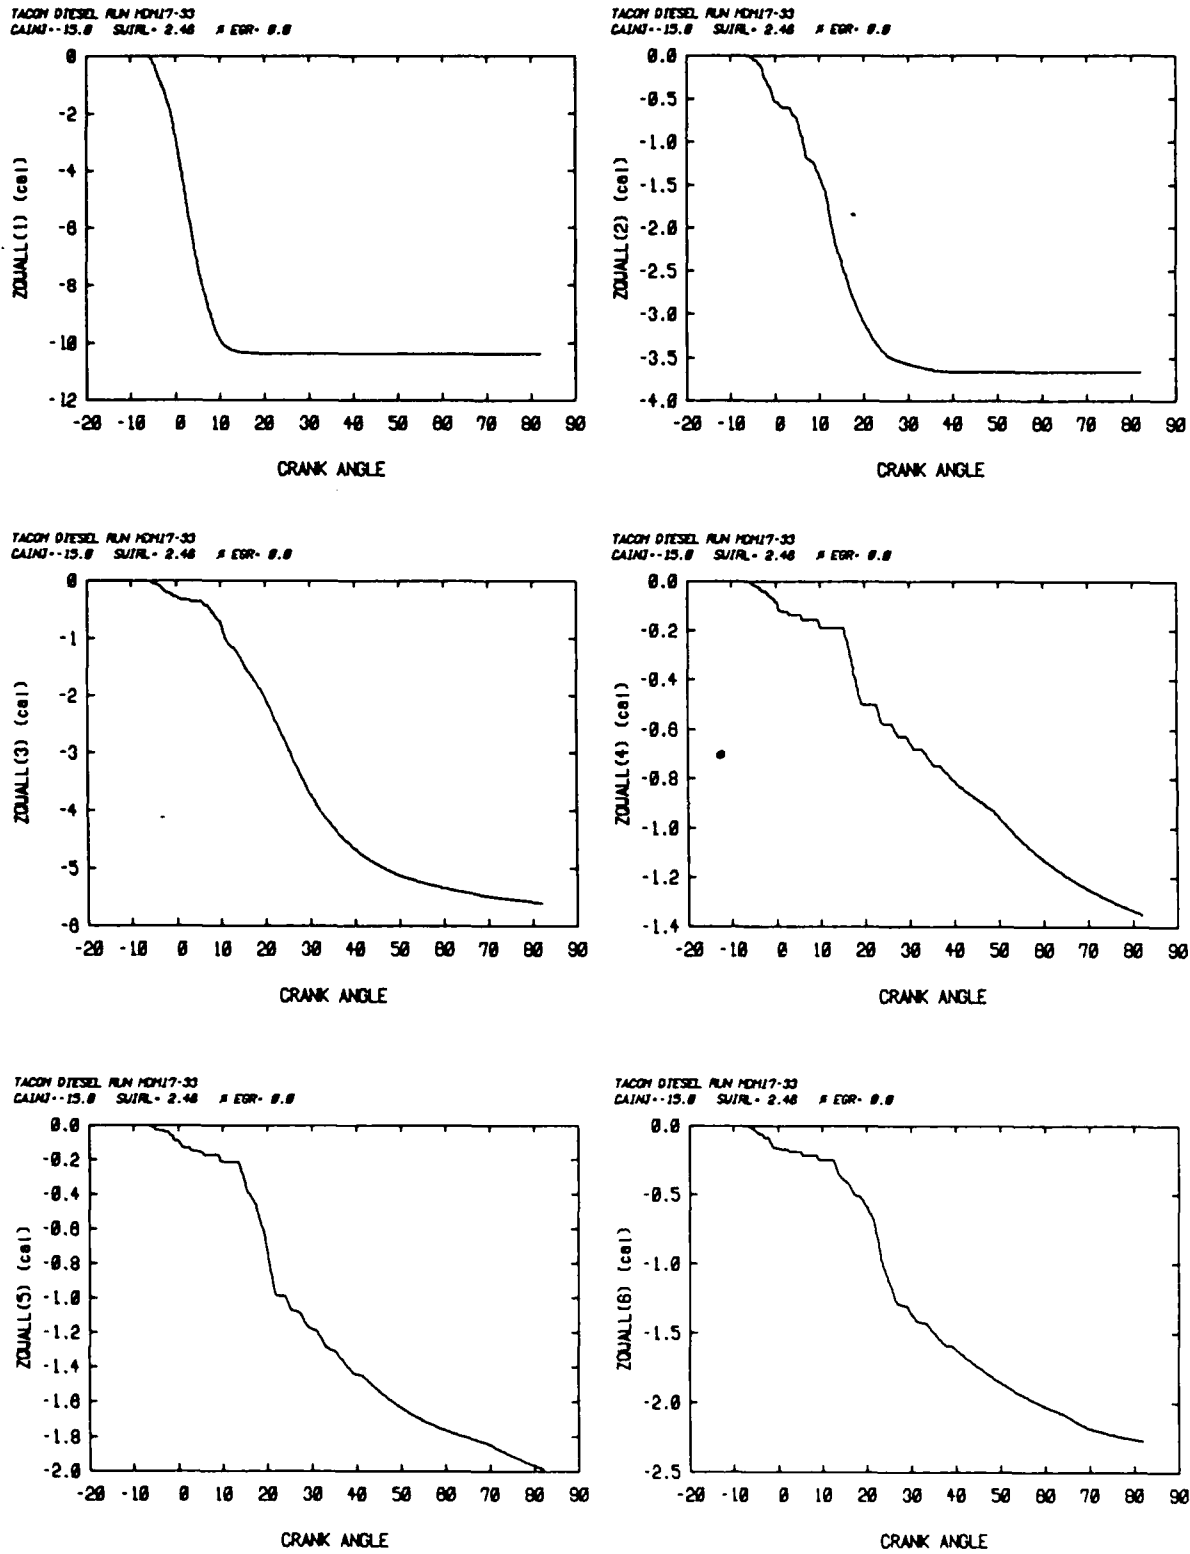 TACOM DIESEL RUN MDM17-33
CAINJ=-15.0 SWIRL= 2.48 % EGR= 0.0
0
-2
-4
-6
-8
-10
-12
ZQWALL(1) (cal)
-20 -10 0 10 20 30 40 50 60 70 80 90
CRANK ANGLE
TACOM DIESEL RUN MDM17-33
CAINJ=-15.0 SWIRL= 2.48 % EGR= 0.0
0.0
-0.5
-1.0
-1.5
-2.0
-2.5
-3.0
-3.5
-4.0
ZQWALL(2) (cal)
-20 -10 0 10 20 30 40 50 60 70 80 90
CRANK ANGLE
TACOM DIESEL RUN MDM17-33
CAINJ=-15.0 SWIRL= 2.48 % EGR= 0.0
0
-1
-2
-3
-4
-5
-6
ZQWALL(3) (cal)
-20 -10 0 10 20 30 40 50 60 70 80 90
CRANK ANGLE
TACOM DIESEL RUN MDM17-33
CAINJ=-15.0 SWIRL= 2.48 % EGR= 0.0
0.0
-0.2
-0.4
-0.6
-0.8
-1.0
-1.2
-1.4
ZQWALL(4) (cal)
-20 -10 0 10 20 30 40 50 60 70 80 90
CRANK ANGLE
TACOM DIESEL RUN MDM17-33
CAINJ=-15.0 SWIRL= 2.48 % EGR= 0.0
0.0
-0.2
-0.4
-0.6
-0.8
-1.0
-1.2
-1.4
-1.6
-1.8
-2.0
ZQWALL(5) (cal)
-20 -10 0 10 20 30 40 50 60 70 80 90
CRANK ANGLE
TACOM DIESEL RUN MDM17-33
CAINJ=-15.0 SWIRL= 2.48 % EGR= 0.0
0.0
-0.5
-1.0
-1.5
-2.0
-2.5
ZQWALL(6) (cal)
-20 -10 0 10 20 30 40 50 60 70 80 90
CRANK ANGLE